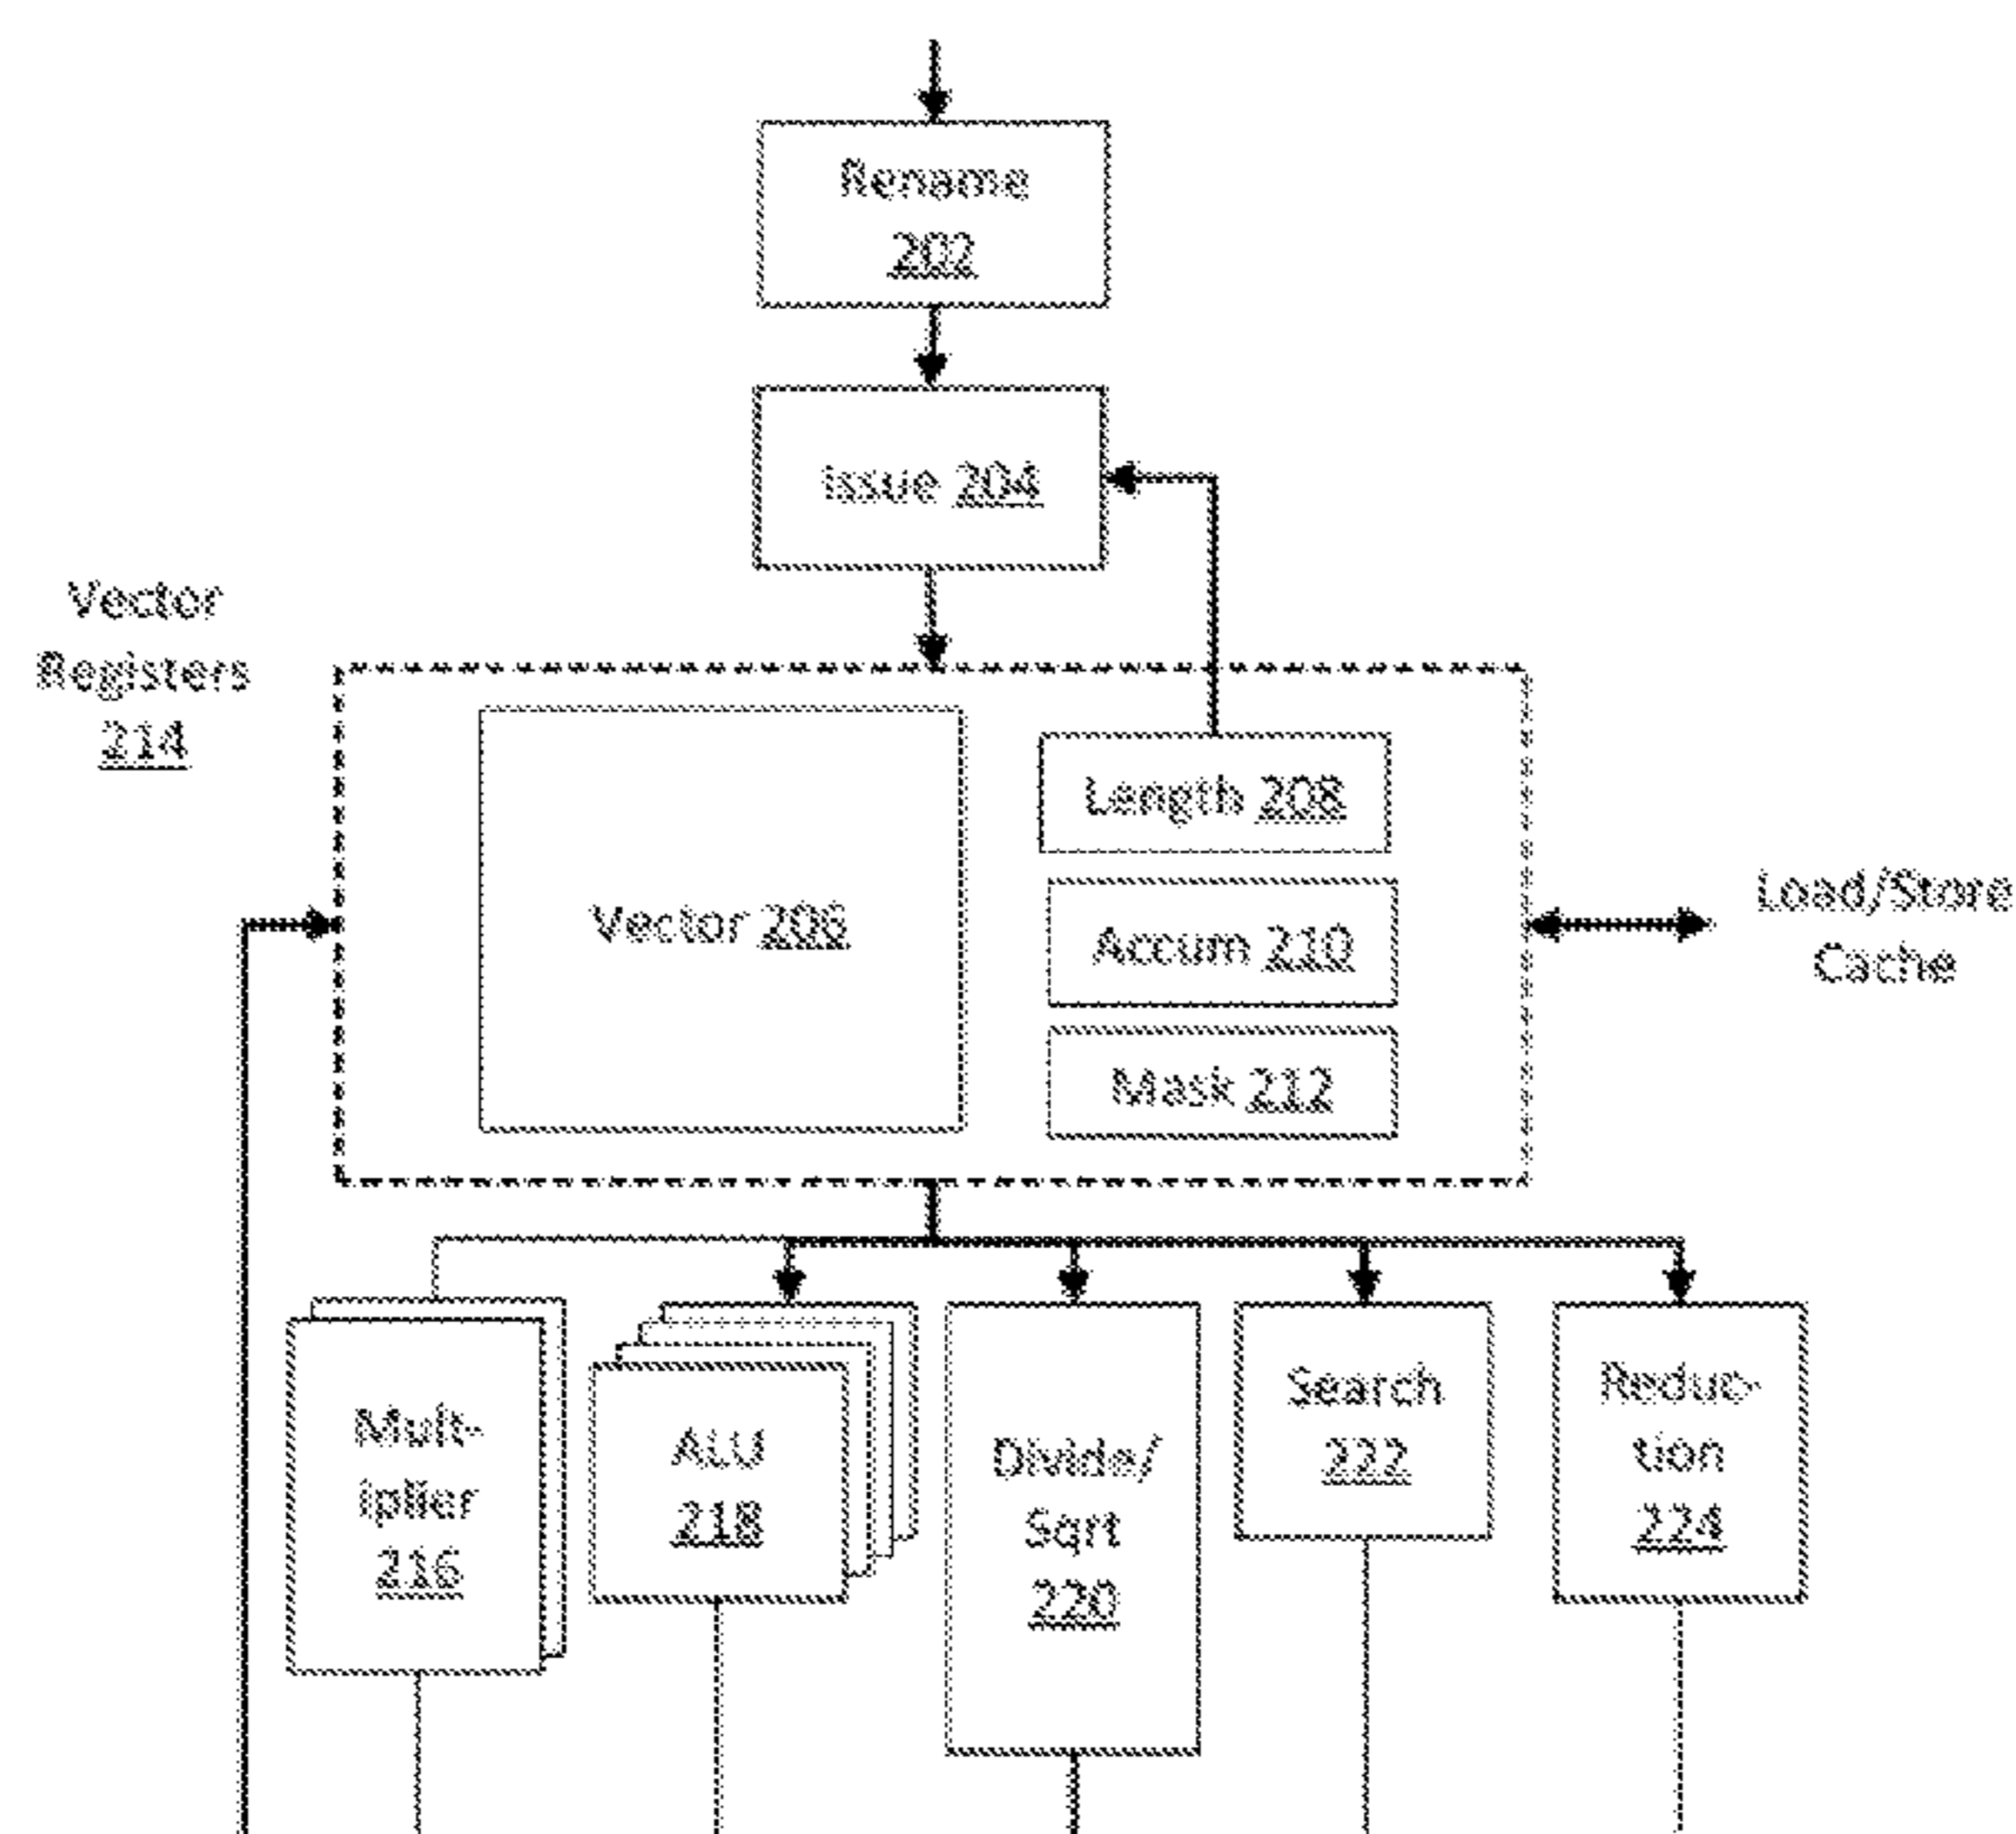 Rename
202
Issue 204
Vector
Registers
214
Length 208
Vector 206
Accum 210
Mask 212
Load/Store
Cache
Mult-
iplier
216
ALU
218
Divide/
Sqrt
220
Search
222
Reduc-
tion
224